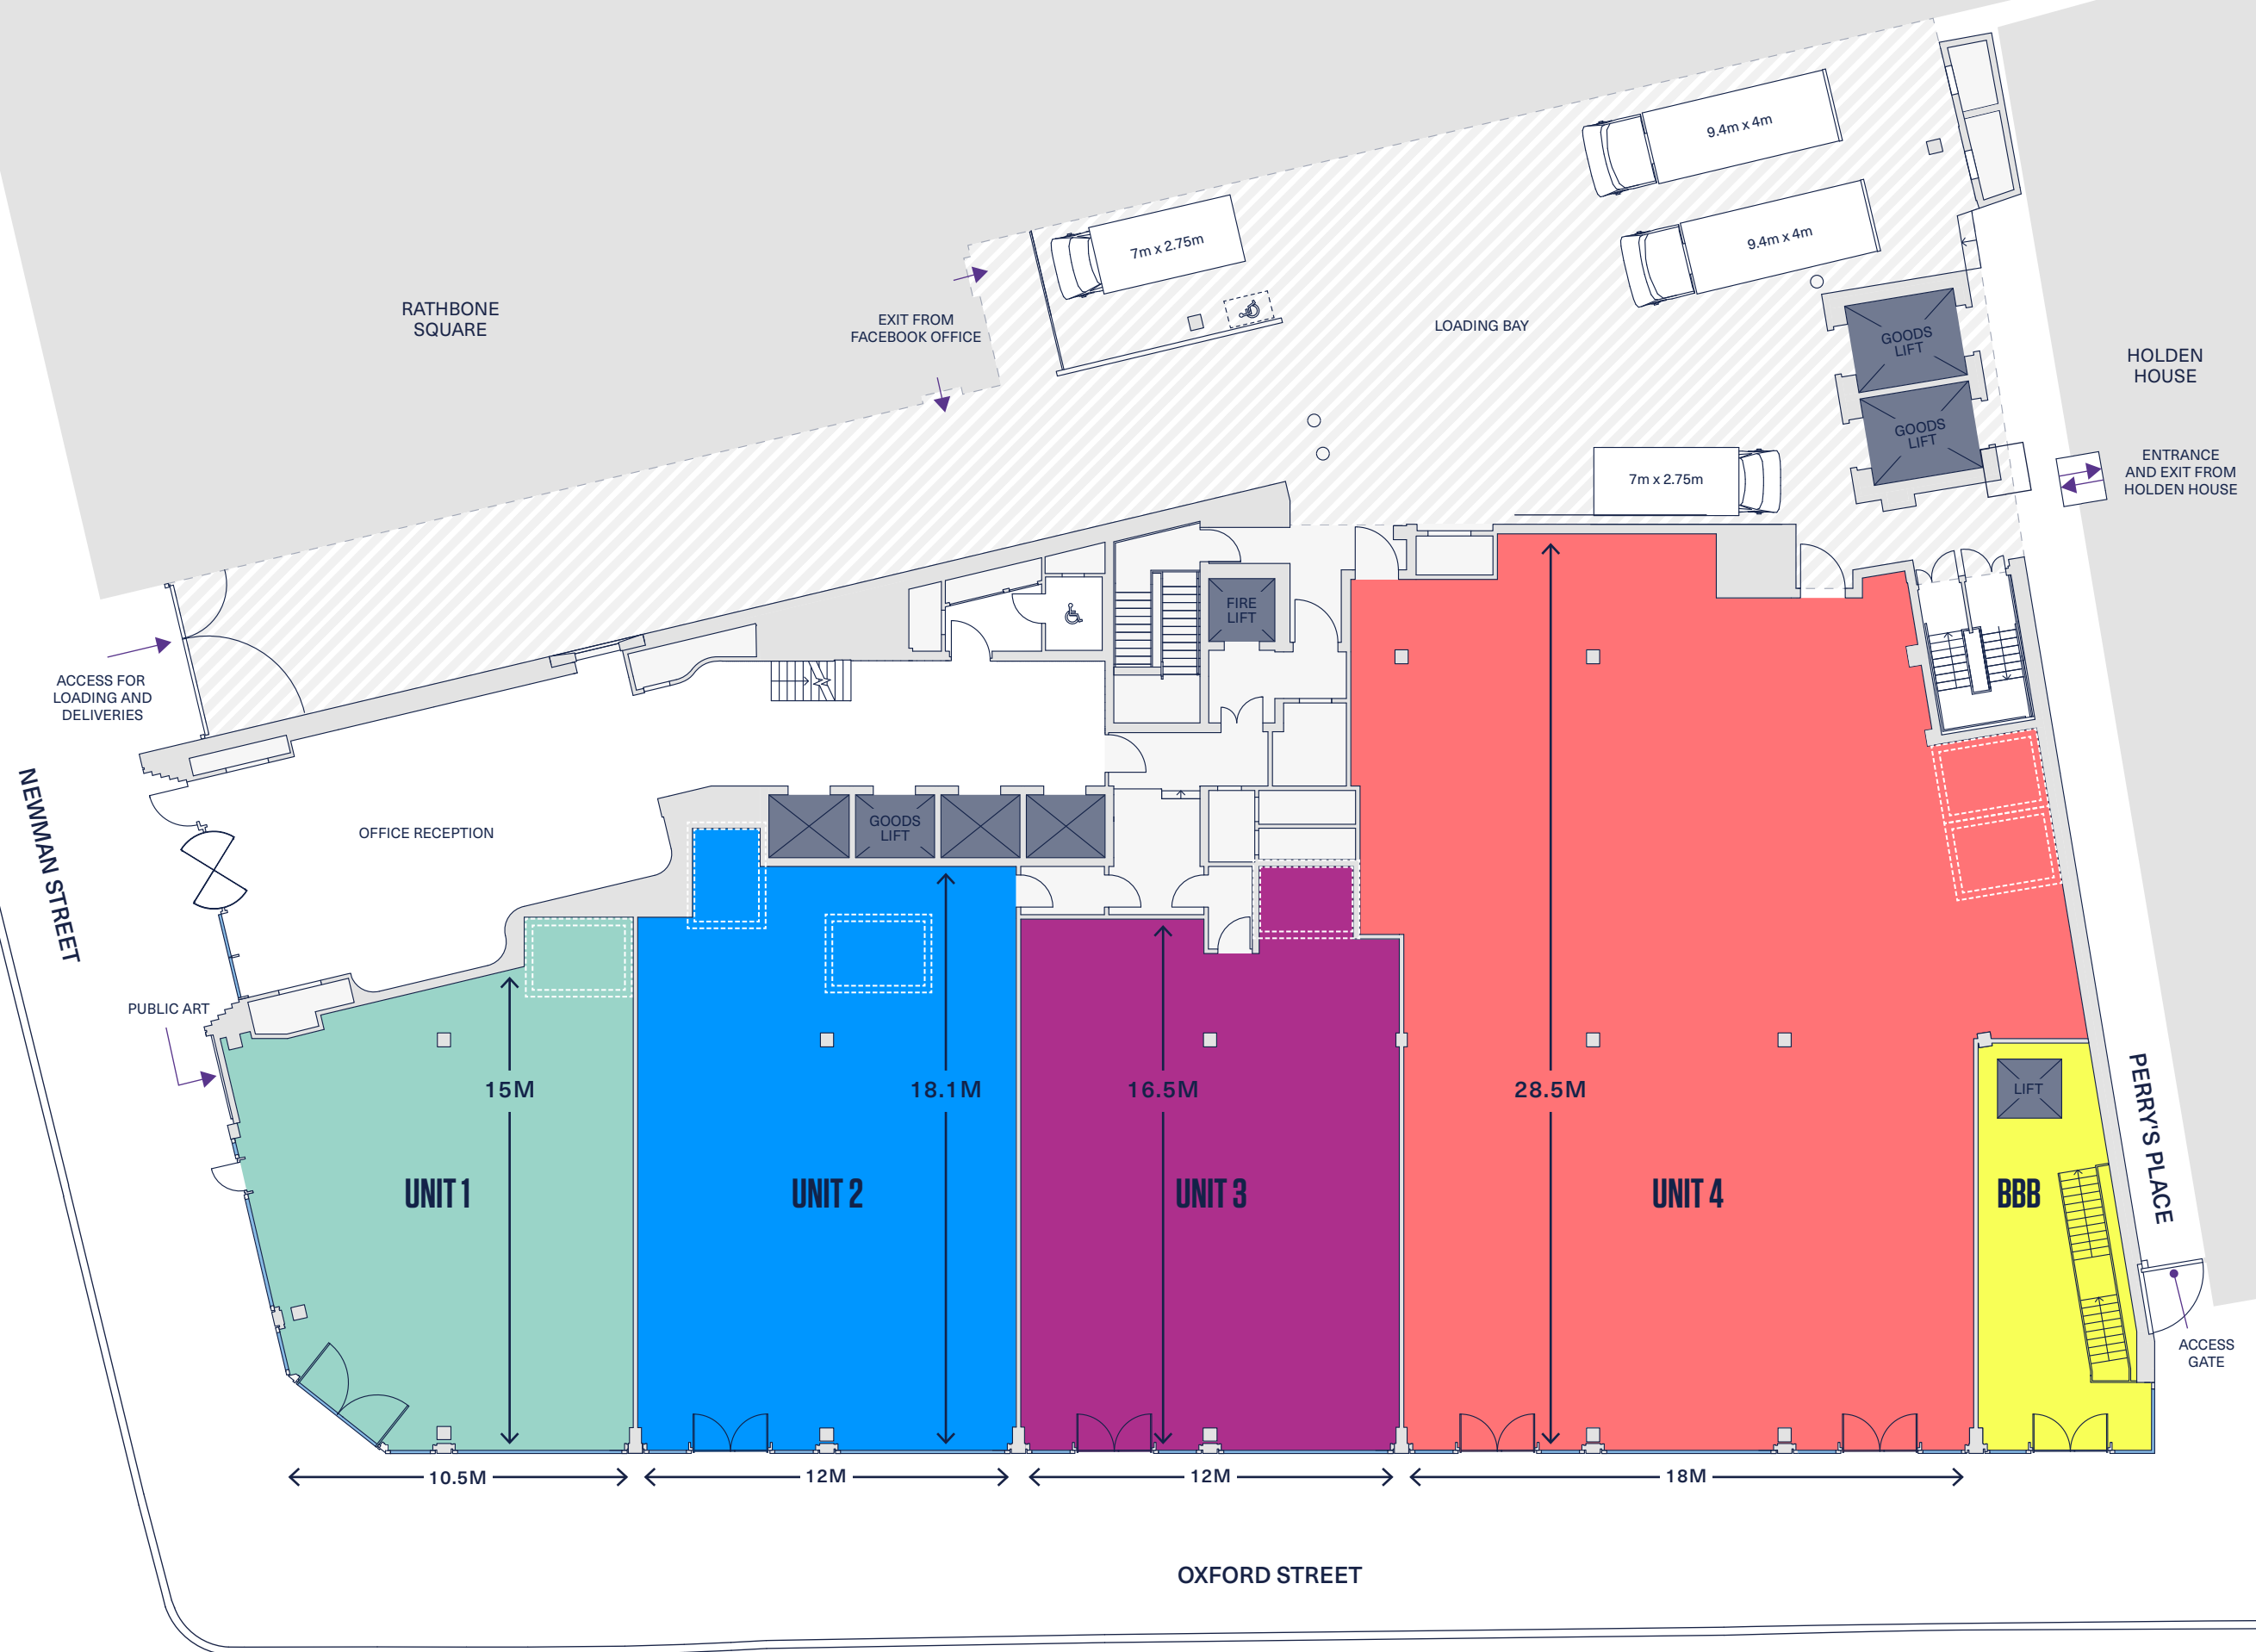 9.4m x 4m
9.4m x 4m
7m x 2.75m
RATHBONE
SQUARE
EXIT FROM
FACEBOOK OFFICE
LOADING BAY
GOODS
LIFT
GOODS
LIFT
HOLDEN
HOUSE
7m x 2.75m
ENTRANCE
AND EXIT FROM
HOLDEN HOUSE
FIRE
LIFT
ACCESS FOR
LOADING AND
DELIVERIES
NEWMAN STREET
OFFICE RECEPTION
GOODS
LIFT
PUBLIC ART
15M
18.1M
16.5M
28.5M
LIFT
PERRY'S PLACE
UNIT 1
UNIT 2
UNIT 3
UNIT 4
BBB
ACCESS
GATE
10.5M
12M
12M
18M
OXFORD STREET